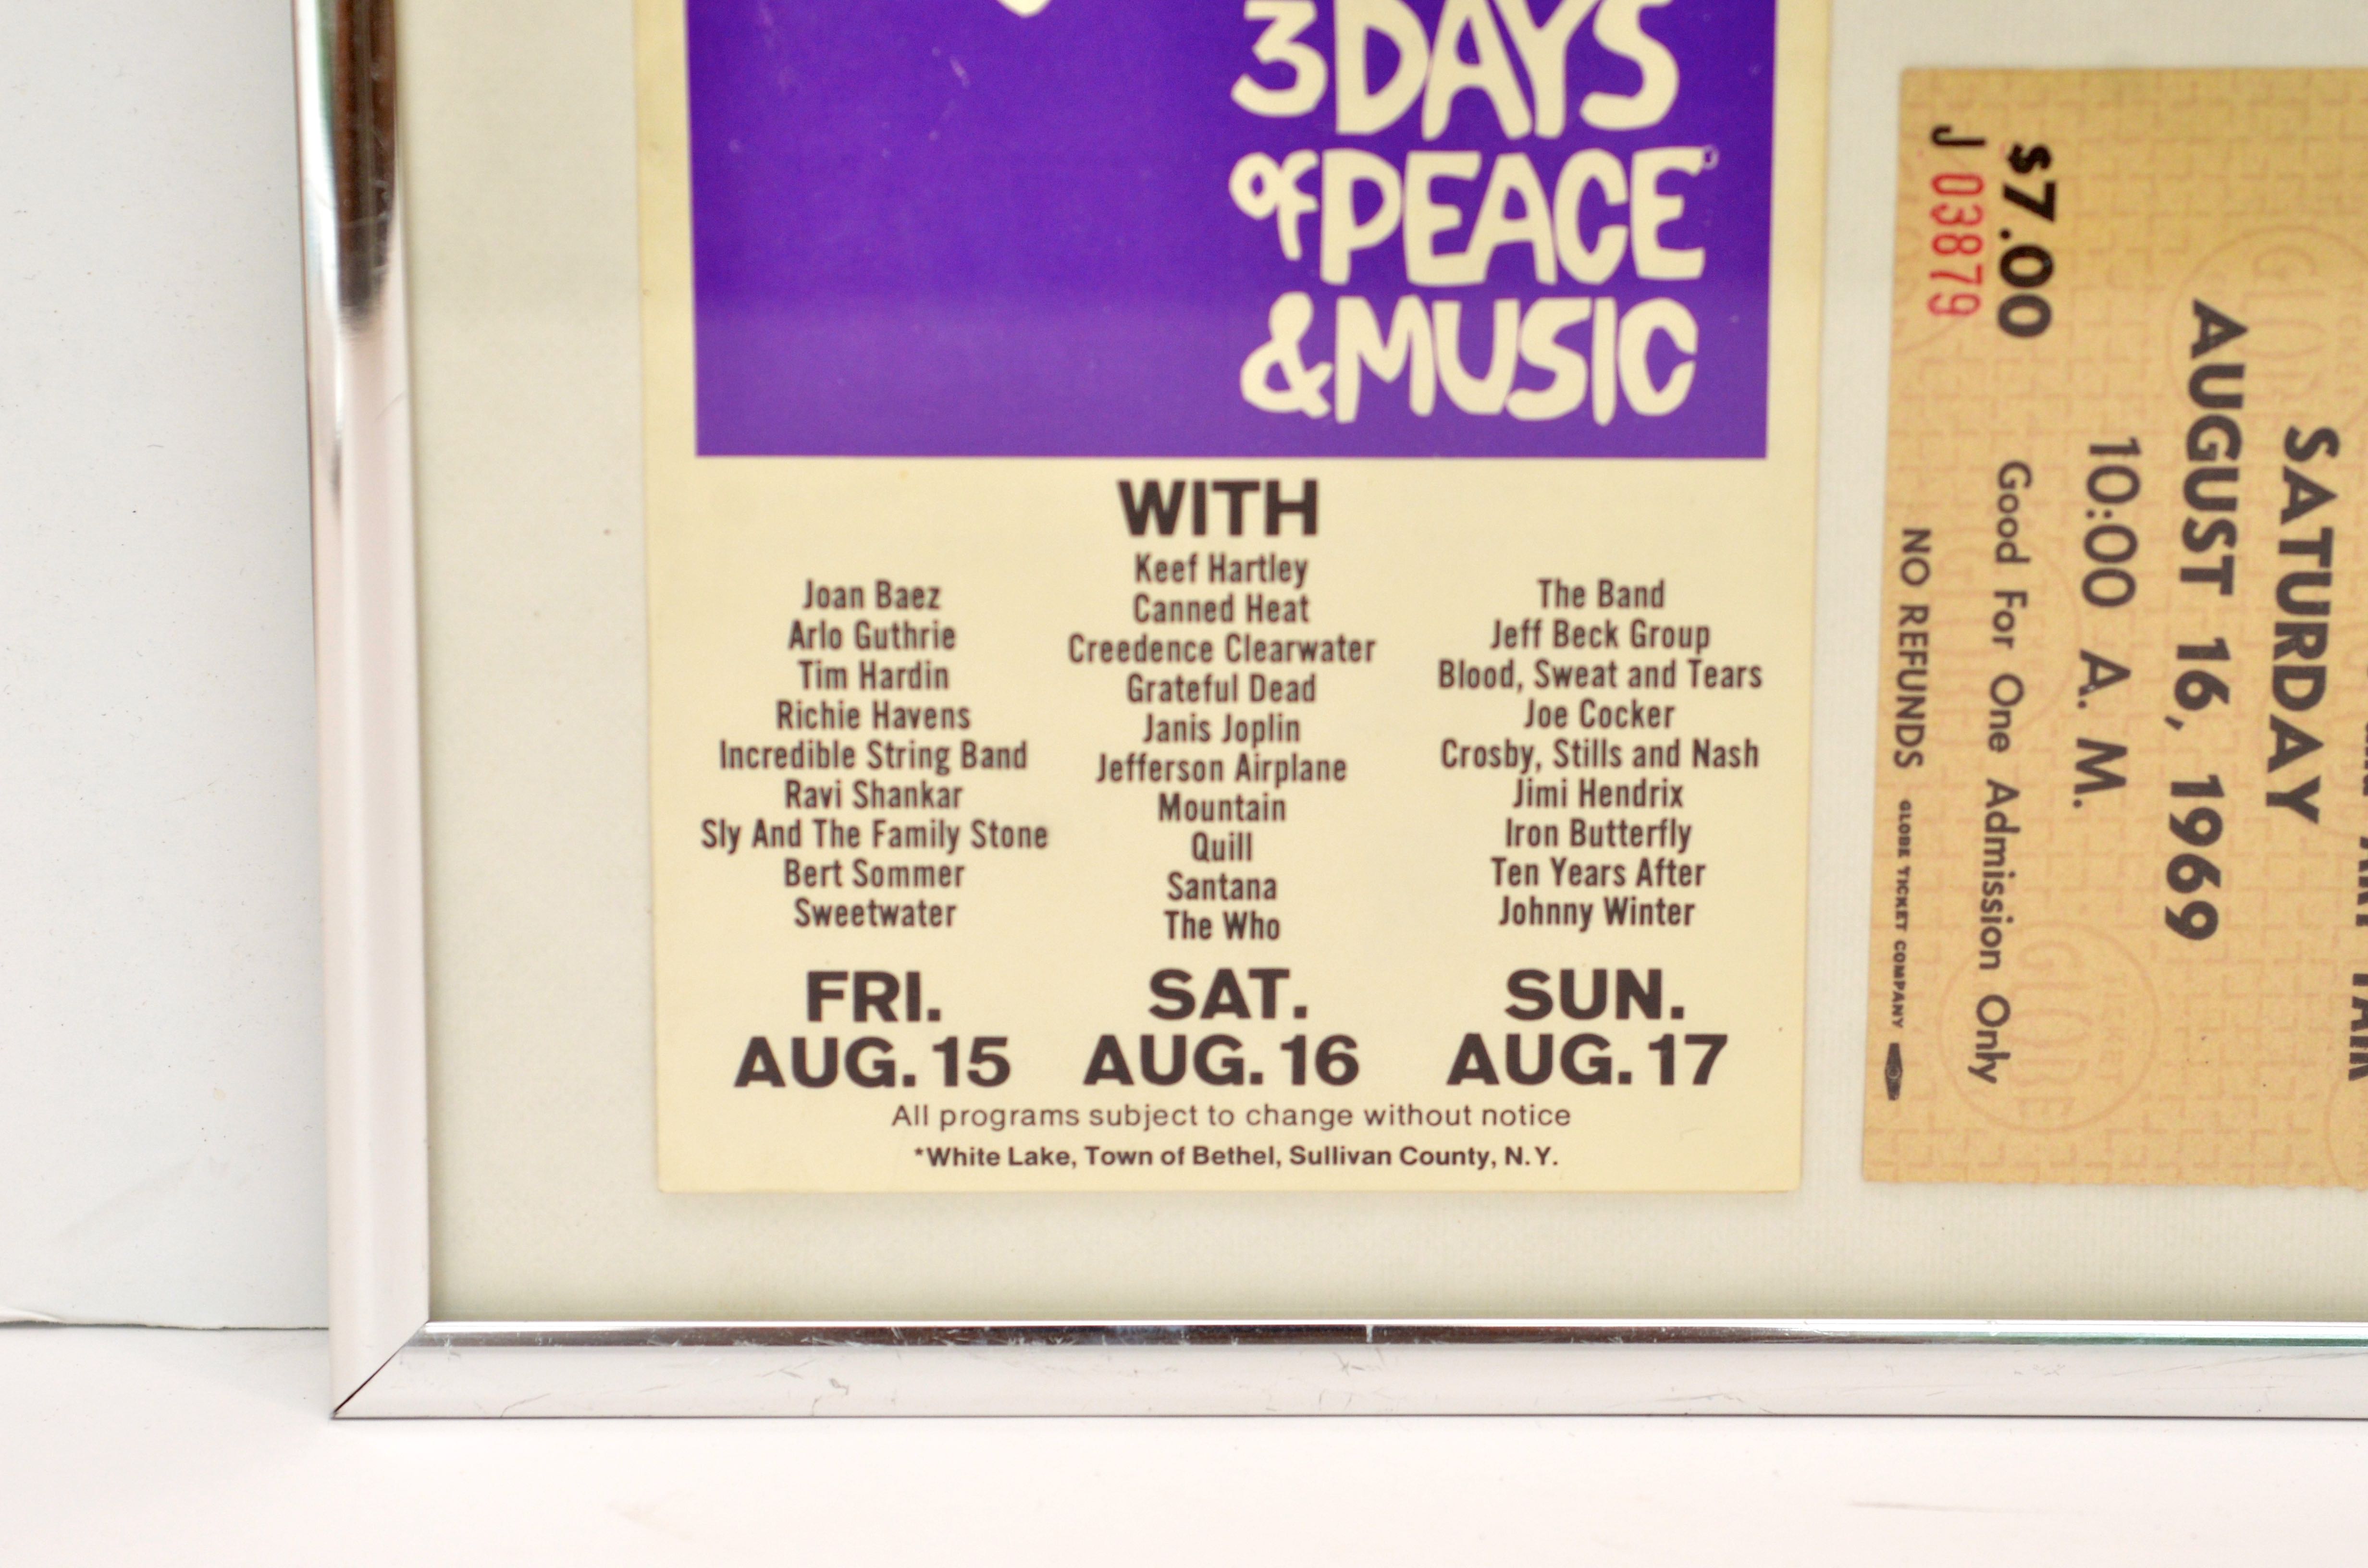 3 DAYS
of PEACE
& MUSIC
WITH
Joan Baez
Arlo Guthrie
Tim Hardin
Richie Havens
Incredible String Band
Ravi Shankar
Sly And The Family Stone
Bert Sommer
Sweetwater
FRI.
AUG. 15
Keef Hartley
Canned Heat
Creedence Clearwater
Grateful Dead
Janis Joplin
Jefferson Airplane
Mountain
Quill
Santana
The Who
SAT.
AUG. 16
The Band
Jeff Beck Group
Blood, Sweat and Tears
Joe Cocker
Crosby, Stills and Nash
Jimi Hendrix
Iron Butterfly
Ten Years After
Johnny Winter
SUN.
AUG. 17
All programs subject to change without notice
*White Lake, Town of Bethel, Sullivan County, N.Y.
SATURDAY
AUGUST 16, 1969
10:00 A. M.
$7.00 Good For One Admission Only
J 03879 NO REFUNDS GLOBE TICKET COMPANY